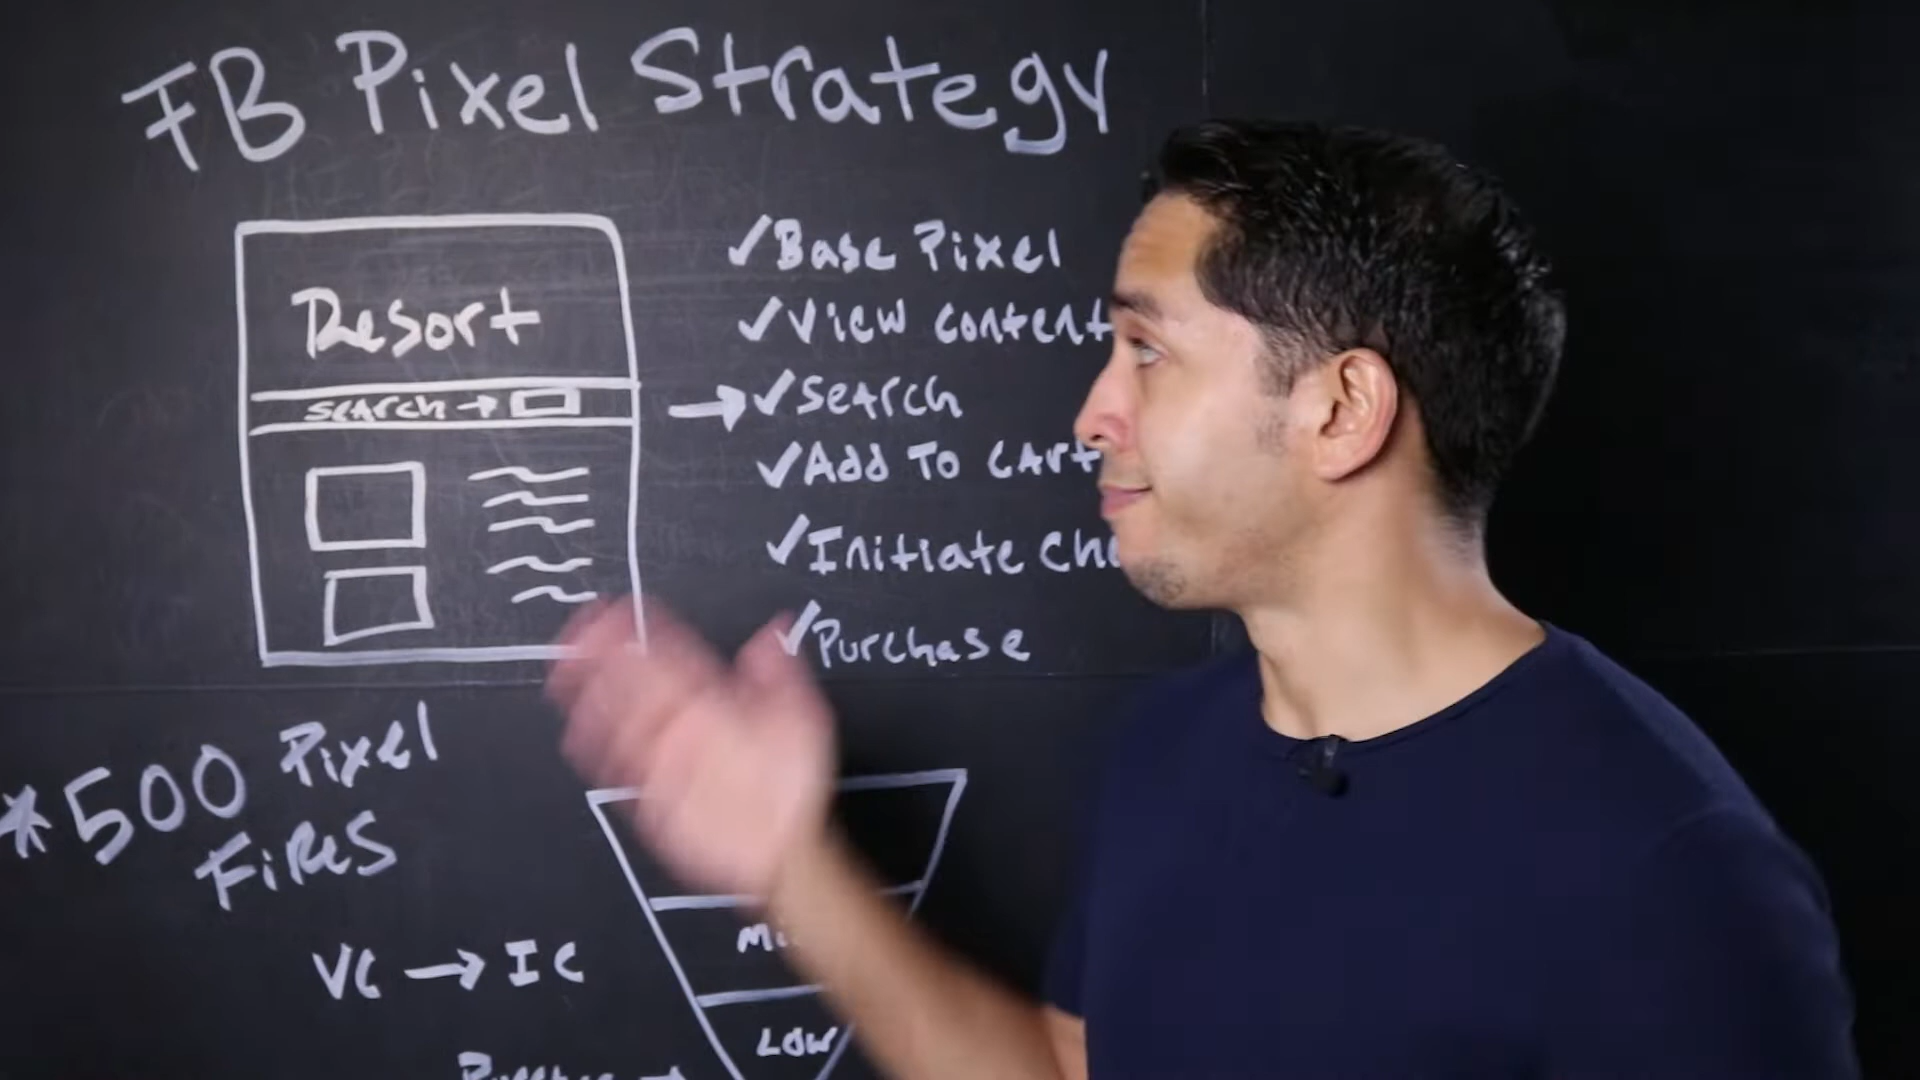 FB Pixel Strategy
Resort
search →
✓ Base Pixel
✓ View Content
→ ✓ Search
✓ Add To Cart
✓ Initiate Che
✓ Purchase
*500 Pixel
Fires
VC → IC
Low